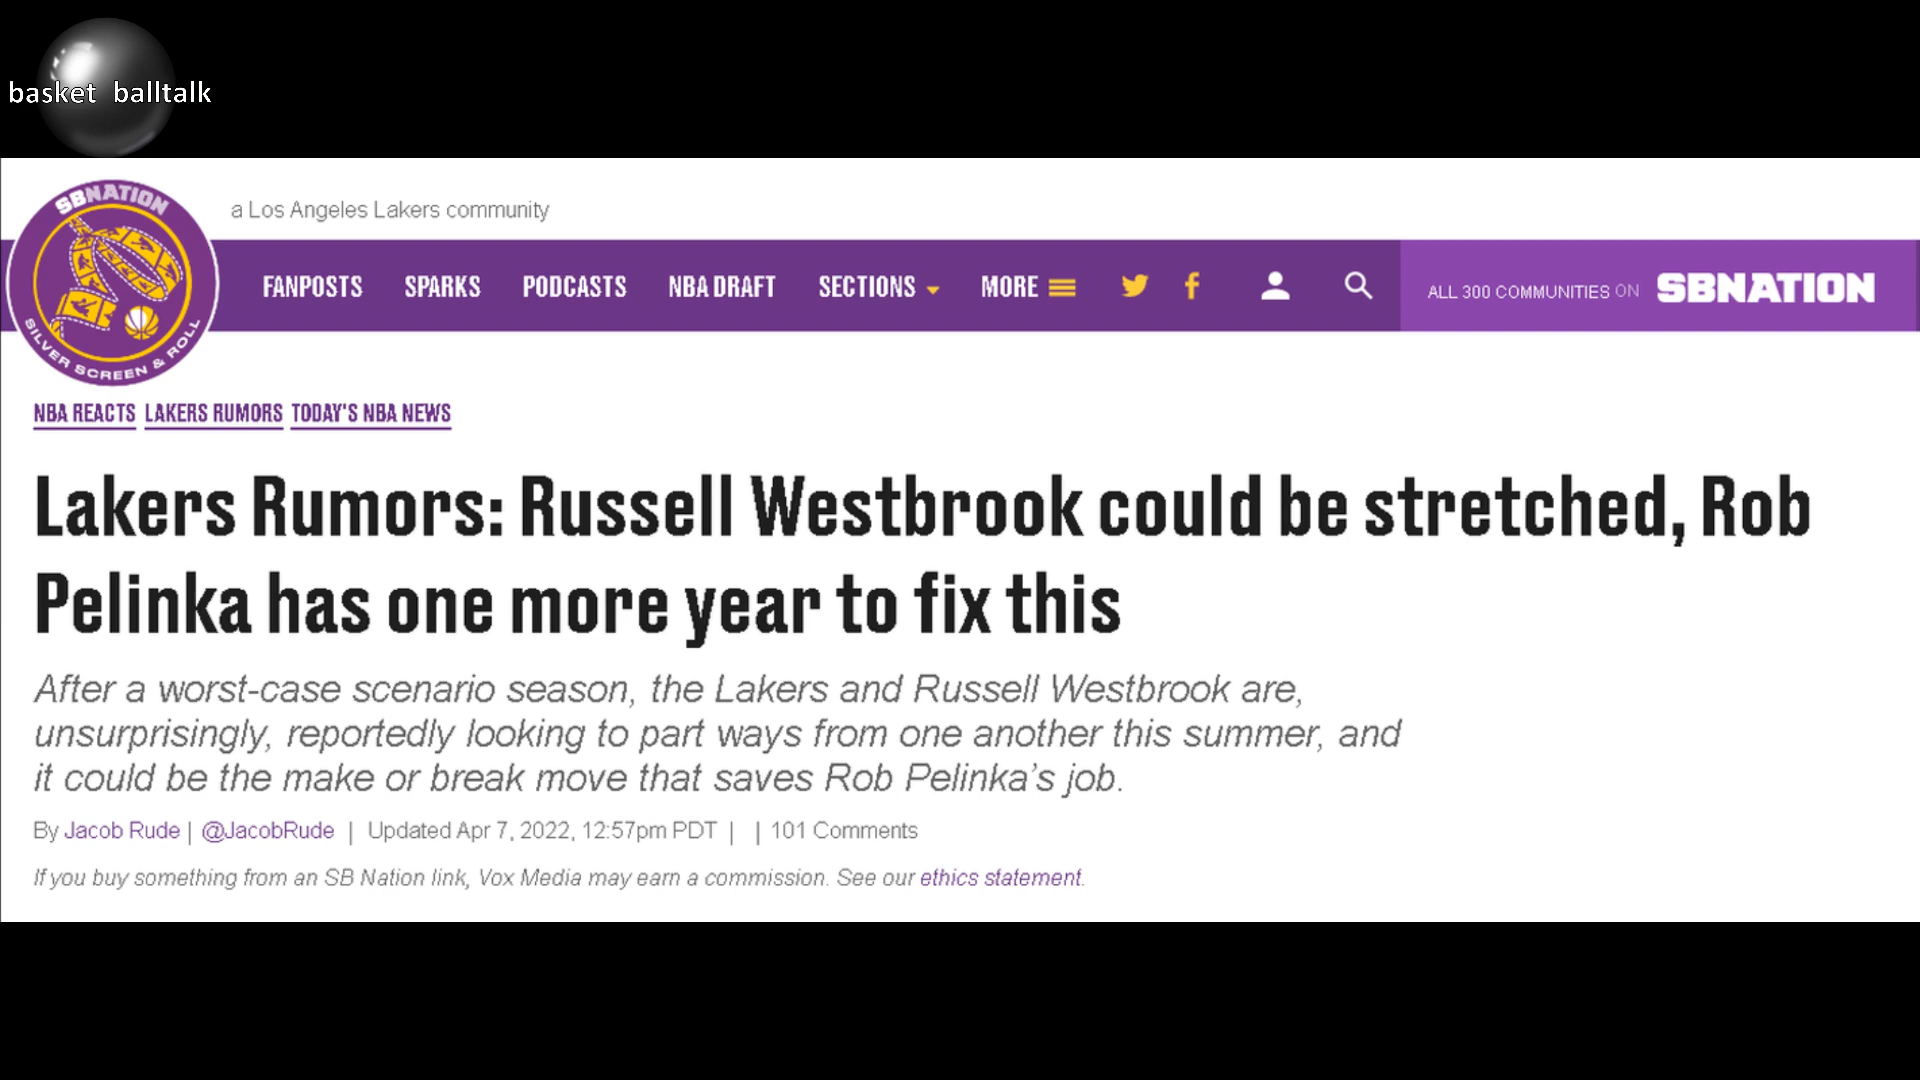 basket balltalk
SBNATION
SILVER SCREEN & ROLL
a Los Angeles Lakers community
FANPOSTS SPARKS PODCASTS NBA DRAFT SECTIONS MORE ALL 300 COMMUNITIES ON SBNATION
NBA REACTS LAKERS RUMORS TODAY'S NBA NEWS
Lakers Rumors: Russell Westbrook could be stretched, Rob
Pelinka has one more year to fix this
After a worst-case scenario season, the Lakers and Russell Westbrook are,
unsurprisingly, reportedly looking to part ways from one another this summer, and
it could be the make or break move that saves Rob Pelinka's job.
By Jacob Rude | @JacobRude | Updated Apr 7, 2022, 12:57pm PDT | | 101 Comments
If you buy something from an SB Nation link, Vox Media may earn a commission. See our ethics statement.